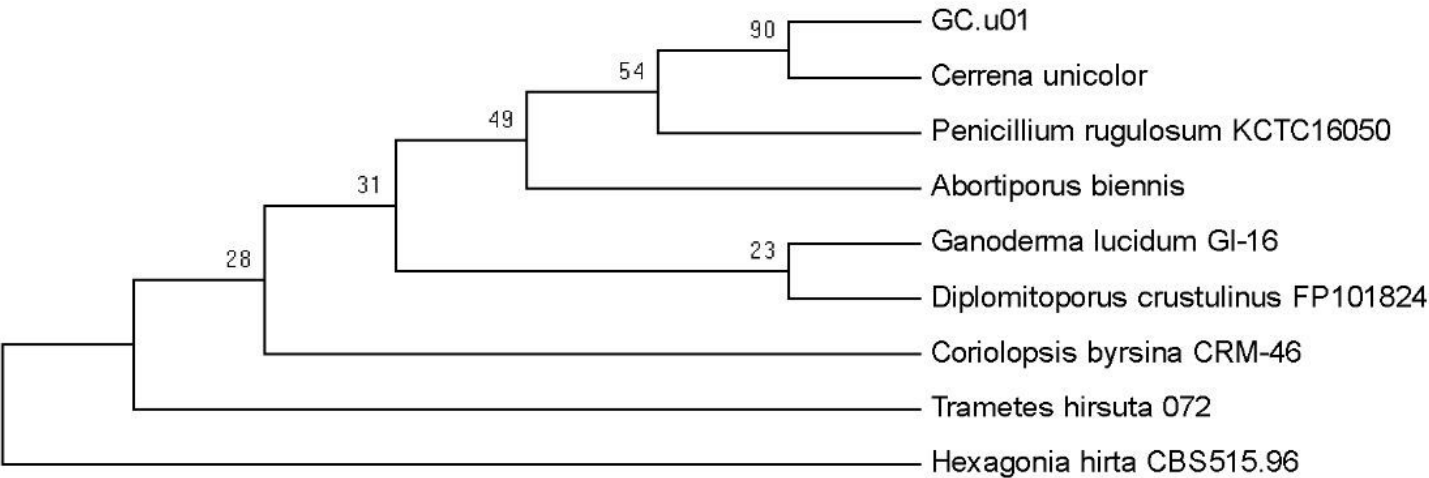 GC.u01
90
Cerrena unicolor
54
Penicillium rugulosum KCTC16050
49
Abortiporus biennis
31
Ganoderma lucidum GI-16
23
28
Diplomitoporus crustulinus FP101824
Coriolopsis byrsina CRM-46
Trametes hirsuta 072
Hexagonia hirta CBS515.96